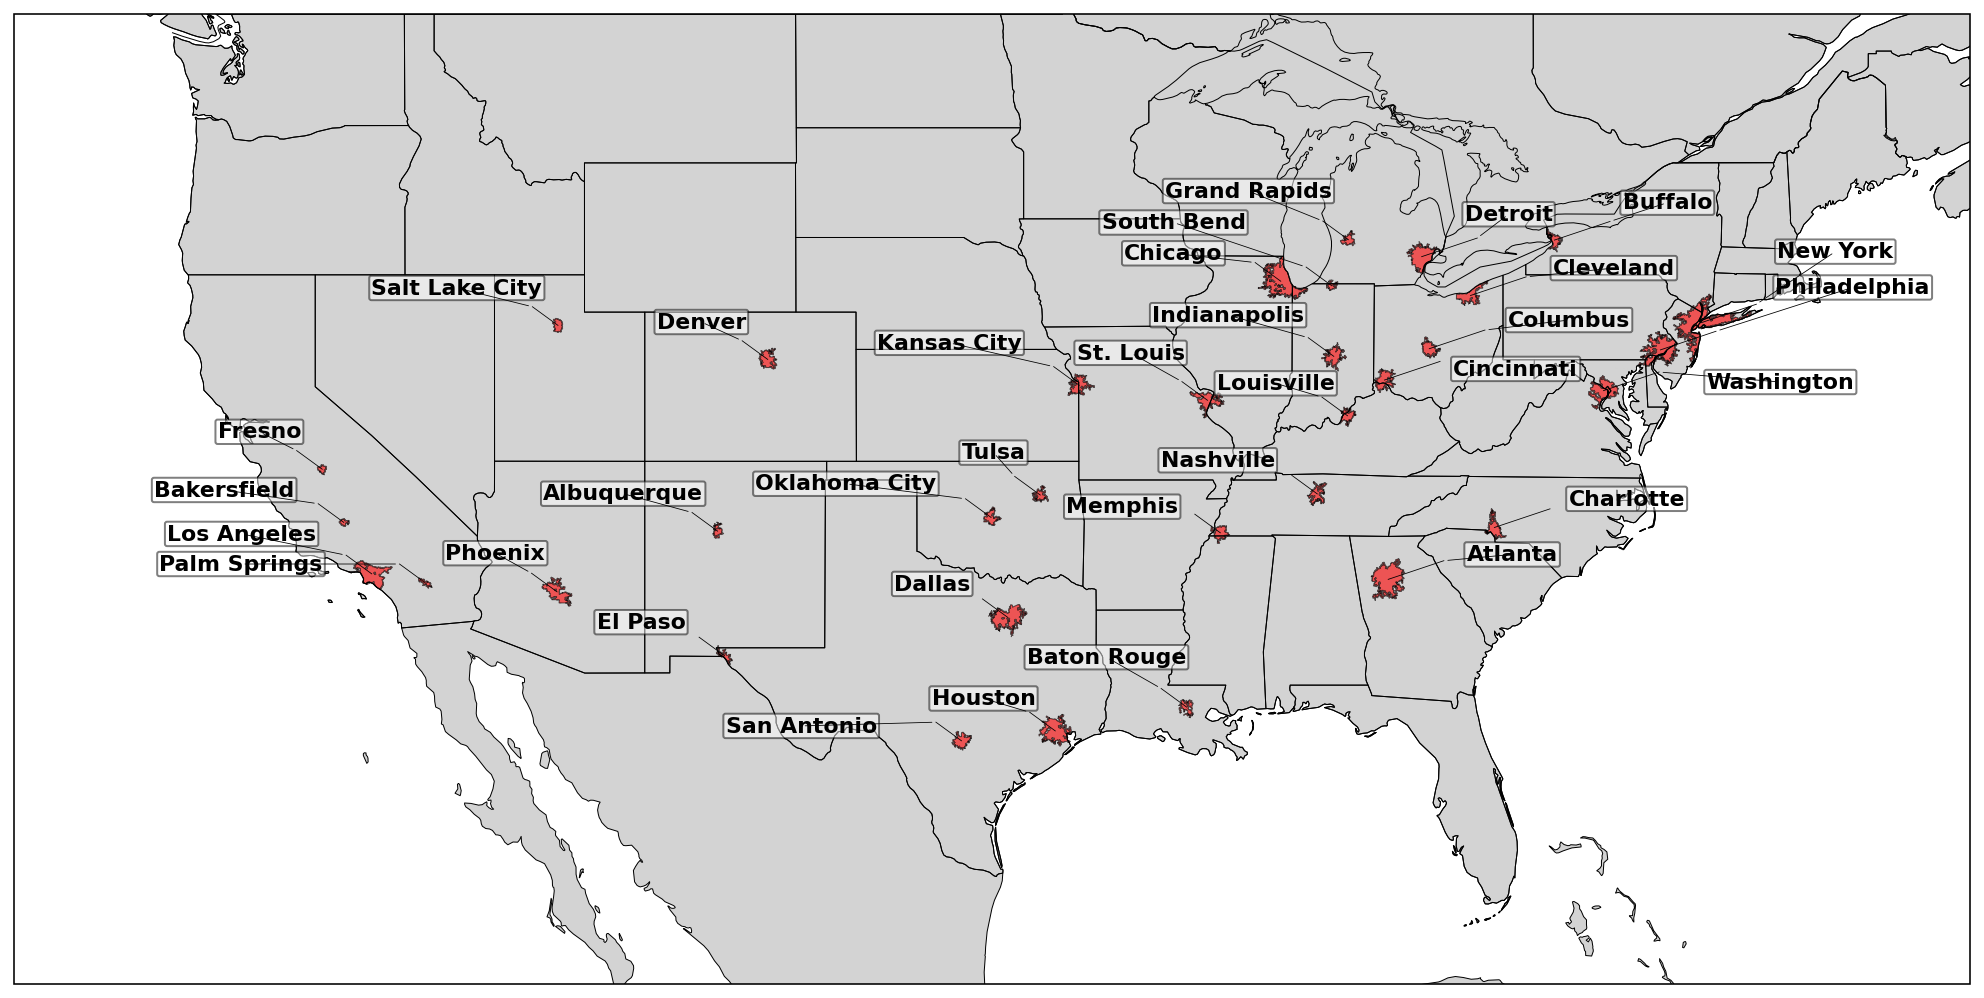 Grand Rapids
Buffalo
Detroit
South Bend
New York
Chicago
Cleveland
Philadelphia
Salt Lake City
Indianapolis
Columbus
Denver
Kansas City
St. Louis
Cincinnati
Washington
Louisville
Fresno
Tulsa
Nashville
Oklahoma City
Bakersfield
Albuquerque
Charlotte
Memphis
Los Angeles
Phoenix
Atlanta
Palm Springs
Dallas
El Paso
Baton Rouge
Houston
San Antonio